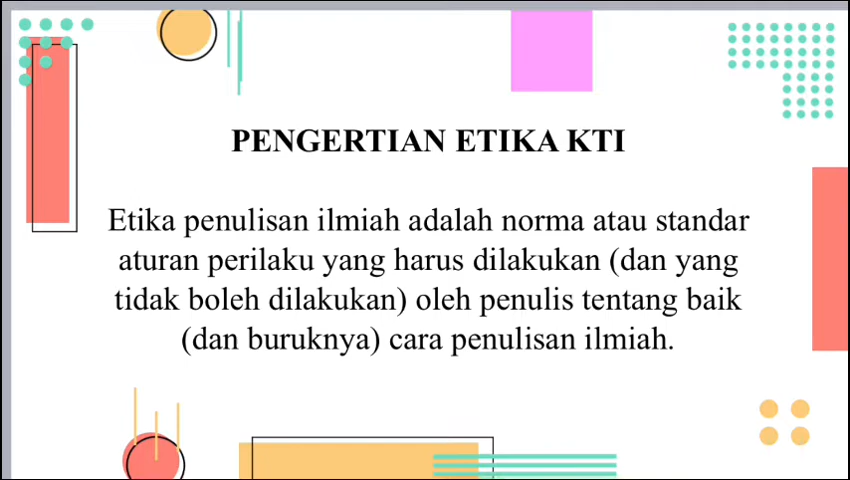 PENGERTIAN ETIKA KTI
Etika penulisan ilmiah adalah norma atau standar
aturan perilaku yang harus dilakukan (dan yang
tidak boleh dilakukan) oleh penulis tentang baik
(dan buruknya) cara penulisan ilmiah.